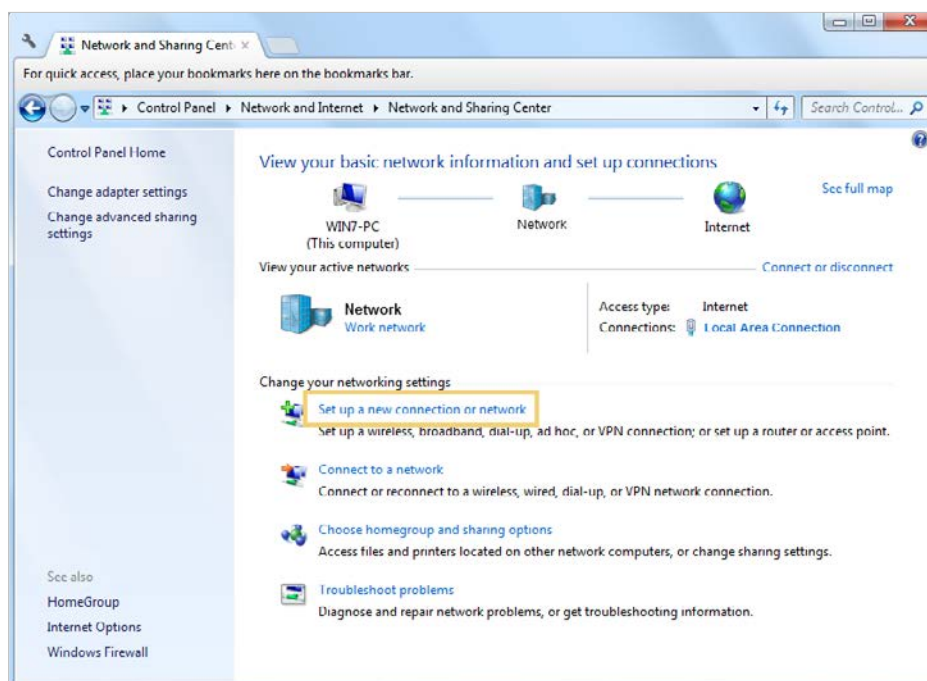 Network and Sharing Cent
For quick access, place your bookmarks here on the bookmarks bar.
Control Panel Network and Internet Network and Sharing Center
Search Control...
Control Panel Home
Change adapter settings
Change advanced sharing
settings
View your basic network information and set up connections
See full map
WIN7-PC
(This computer)
Network
Internet
View your active networks
Connect or disconnect
Network
Work network
Access type: Internet
Connections: Local Area Connection
Change your networking settings
Set up a new connection or network
Set up a wireless, broadband, dial-up, ad hoc, or VPN connection; or set up a router or access point.
Connect to a network
Connect or reconnect to a wireless, wired, dial-up, or VPN network connection.
Choose homegroup and sharing options
Access files and printers located on other network computers, or change sharing settings.
Troubleshoot problems
Diagnose and repair network problems, or get troubleshooting information.
See also
HomeGroup
Internet Options
Windows Firewall